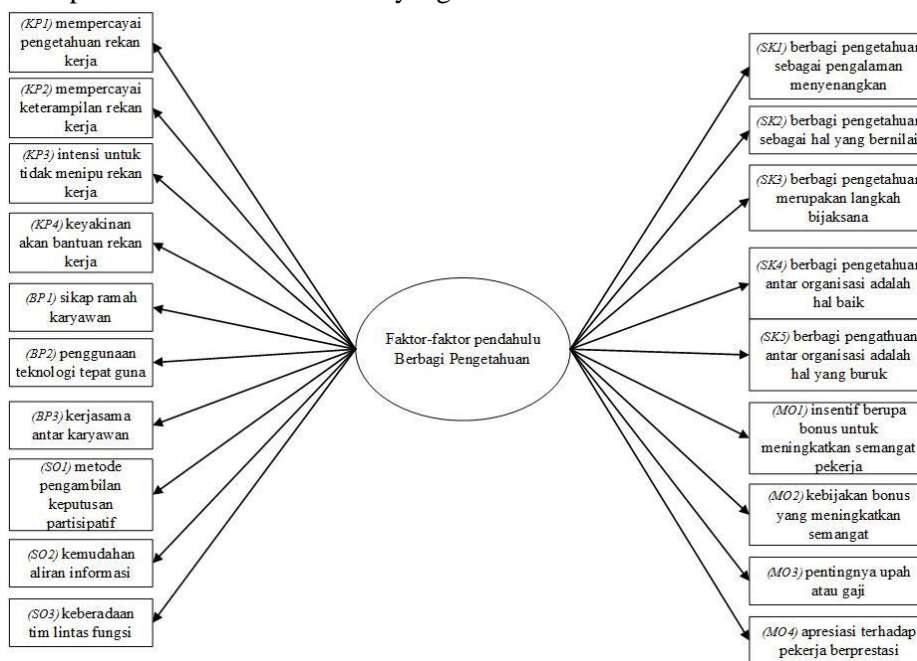 yang
(KP1) mempercayai
pengetahuan rekan
kerja
(KP2) mempercayai
keterampilan rekan
kerja
(KP3) intensi untuk
tidak menipu rekan
kerja
(KP4) keyakinan
akan bantuan rekan
kerja
(BP1) sikap ramah
karyawan
(BP2) penggunaan
teknologi tepat guna
(BP3) kerjasama
antar karyawan
(SO1) metode
pengambilan
keputusan
partisipatif
(SO2) kemudahan
aliran informasi
(SO3) keberadaan
tim lintas fungsi
Faktor-faktor pendahulu
Berbagi Pengetahuan
(SK1) berbagi pengetahuan
sebagai pengalaman
menyenangkan
(SK2) berbagi pengetahuan
sebagai hal yang bernilai
(SK3) berbagi pengetahuan
merupakan langkah
bijaksana
(SK4) berbagi pengetahuan
antar organisasi adalah
hal baik
(SK5) berbagi pengathuan
antar organisasi adalah
hal yang buruk
(MO1) insentif berupa
bonus untuk
meningkatkan semangat
pekerja
(MO2) kebijakan bonus
yang meningkatkan
semangat
(MO3) pentingnya upah
atau gaji
(MO4) apresiasi terhadap
pekerja berprestasi